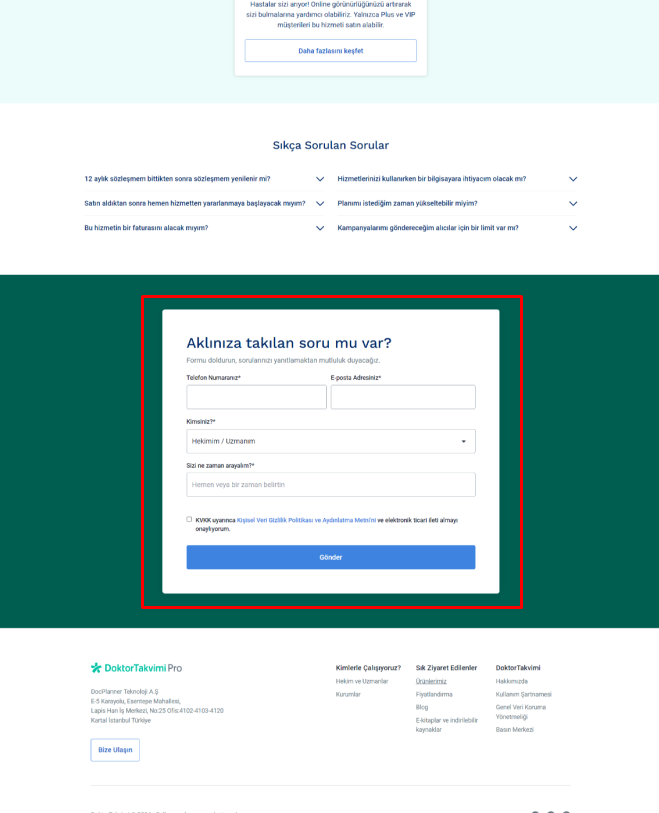 Hastalar sizi arıyor! Online görünürlüğünüzü artırarak
sizi bulmalarına yardımcı olabiliriz. Yalnızca Plus ve VIP
müşterileri bu hizmeti satın alabilir.
Daha fazlasını keşfet
Sıkça Sorulan Sorular
12 aylık sözleşmem bittikten sonra sözleşmem yenilenir mi?
Hizmetlerinizi kullanırken bir bilgisayara ihtiyacım olacak mı?
Satın aldıktan sonra hemen hizmetten yararlanmaya başlayacak mıyım?
Planımı istediğim zaman yükseltebilir miyim?
Bu hizmetin bir faturasını alacak mıyım?
Kampanyalarımı göndereceğim alıcılar için bir limit var mı?
Aklınıza takılan soru mu var?
Formu doldurun, sorularınızı yanıtlamaktan mutluluk duyacağız.
Telefon Numaranız*
E-posta Adresiniz*
Kimsiniz?*
Hekimim / Uzmanım
Sizi ne zaman arayalım?*
Hemen veya bir zaman belirtin
KVKK uyarınca Kişisel Veri Gizlilik Politikası ve Aydınlatma Metni'ni ve elektronik ticari ileti almayı
onaylıyorum.
Gönder
DoktorTakvimi Pro
DocPlanner Teknoloji A.Ş
E-5 Karayolu, Esentepe Mahallesi,
Lapis Han İş Merkezi, No:25 Ofis:4102-4103-4120
Kartal İstanbul Türkiye
Bize Ulaşın
Kimlerle Çalışıyoruz?
Hekim ve Uzmanlar
Kurumlar
Sık Ziyaret Edilenler
Ürünlerimiz
Fiyatlandırma
Blog
E-kitaplar ve indirilebilir
kaynaklar
DoktorTakvimi
Hakkımızda
Kullanım Şartnamesi
Genel Veri Koruma
Yönetmeliği
Basın Merkezi